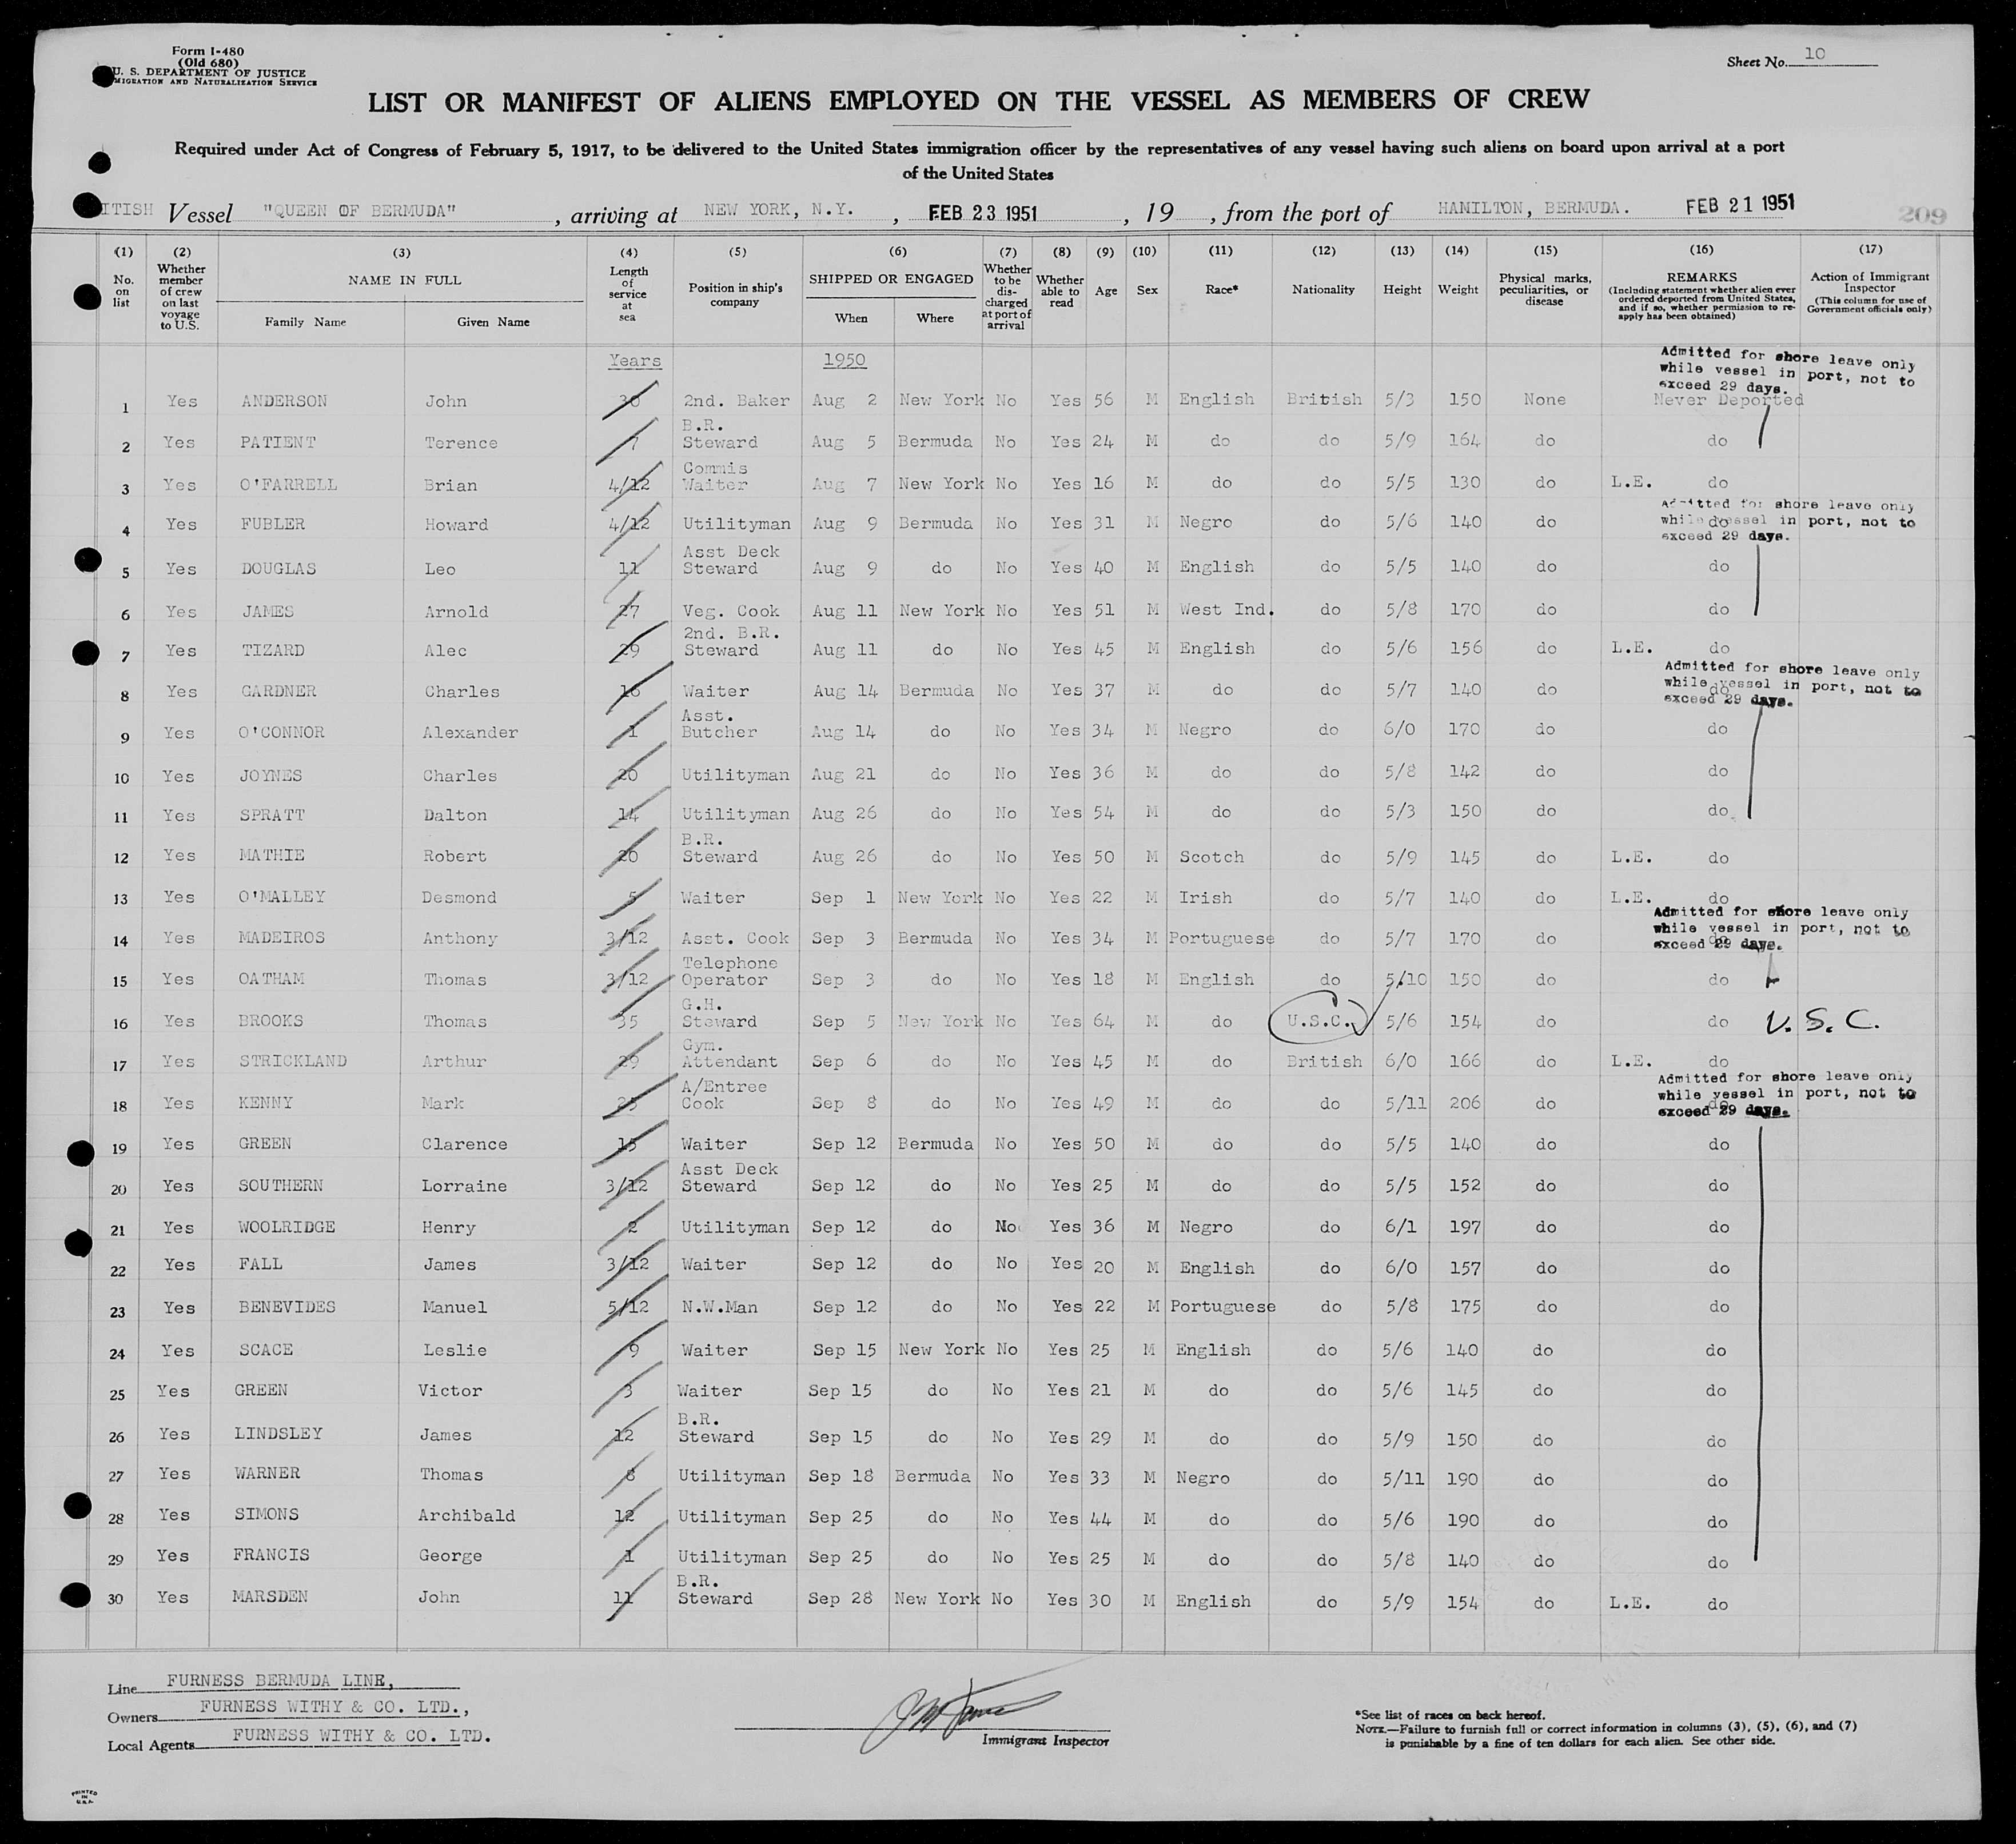 Form I-480
(Old 680)
U. S. DEPARTMENT OF JUSTICE
MIGRATION AND NATURALIZATION SERVICE
Sheet No. 10
LIST OR MANIFEST OF ALIENS EMPLOYED ON THE VESSEL AS MEMBERS OF CREW
Required under Act of Congress of February 5, 1917, to be delivered to the United States immigration officer by the representatives of any vessel having such aliens on board upon arrival at a port
of the United States
ITISH Vessel "QUEEN OF BERMUDA", arriving at NEW YORK, N.Y., FEB 23 1951, 19, from the port of HAMILTON, BERMUDA. FEB 21 1951
209
(1) No. on list
(2) Whether member of crew on last voyage to U.S.
(3) NAME IN FULL Family Name Given Name
(4) Length of service at sea
(5) Position in ship's company
(6) SHIPPED OR ENGAGED When Where
(7) Whether to be discharged at port of arrival
(8) Whether able to read
(9) Age
(10) Sex
(11) Race*
(12) Nationality
(13) Height
(14) Weight
(15) Physical marks, peculiarities, or disease
(16) REMARKS (Including statement whether alien ever ordered deported from United States, and if so, whether permission to re-apply has been obtained)
(17) Action of Immigrant Inspector (This column for use of Government officials only)
Years 1950
Admitted for shore leave only
while vessel in port, not to
exceed 29 days.
1 Yes ANDERSON John 30 2nd. Baker Aug 2 New York No Yes 56 M English British 5/3 150 None Never Deported
2 Yes PATIENT Terence 7 B.R. Steward Aug 5 Bermuda No Yes 24 M do do 5/9 164 do do
3 Yes O'FARRELL Brian 4/12 Commis Waiter Aug 7 New York No Yes 16 M do do 5/5 130 do L.E. do
Admitted for shore leave only
while vessel in port, not to
exceed 29 days.
4 Yes FUBLER Howard 4/12 Utilityman Aug 9 Bermuda No Yes 31 M Negro do 5/6 140 do do
5 Yes DOUGLAS Leo 11 Asst Deck Steward Aug 9 do No Yes 40 M English do 5/5 140 do do
6 Yes JAMES Arnold 27 Veg. Cook Aug 11 New York No Yes 51 M West Ind. do 5/8 170 do do
7 Yes TIZARD Alec 29 2nd. B.R. Steward Aug 11 do No Yes 45 M English do 5/6 156 do L.E. do
Admitted for shore leave only
while vessel in port, not to
exceed 29 days.
8 Yes GARDNER Charles 16 Waiter Aug 14 Bermuda No Yes 37 M do do 5/7 140 do do
9 Yes O'CONNOR Alexander 1 Asst. Butcher Aug 14 do No Yes 34 M Negro do 6/0 170 do do
10 Yes JOYNES Charles 20 Utilityman Aug 21 do No Yes 36 M do do 5/8 142 do do
11 Yes SPRATT Dalton 14 Utilityman Aug 26 do No Yes 54 M do do 5/3 150 do do
12 Yes MATHIE Robert 20 B.R. Steward Aug 26 do No Yes 50 M Scotch do 5/9 145 do L.E. do
13 Yes O'MALLEY Desmond 5 Waiter Sep 1 New York No Yes 22 M Irish do 5/7 140 do L.E. do
Admitted for shore leave only
while vessel in port, not to
exceed 29 days.
14 Yes MADEIROS Anthony 3/12 Asst. Cook Sep 3 Bermuda No Yes 34 M Portuguese do 5/7 170 do do
15 Yes OATHAM Thomas 3/12 Telephone Operator Sep 3 do No Yes 18 M English do 5/10 150 do do
16 Yes BROOKS Thomas 35 G.H. Steward Sep 5 New York No Yes 64 M do U.S.C. 5/6 154 do do U.S.C.
17 Yes STRICKLAND Arthur 29 Gym. Attendant Sep 6 do No Yes 45 M do British 6/0 166 do L.E. do
Admitted for shore leave only
while vessel in port, not to
exceed 29 days.
18 Yes KENNY Mark A/Entree Cook Sep 8 do No Yes 49 M do do 5/11 206 do do
19 Yes GREEN Clarence 15 Waiter Sep 12 Bermuda No Yes 50 M do do 5/5 140 do do
20 Yes SOUTHERN Lorraine 3/12 Asst Deck Steward Sep 12 do No Yes 25 M do do 5/5 152 do do
21 Yes WOOLRIDGE Henry 2 Utilityman Sep 12 do No Yes 36 M Negro do 6/1 197 do do
22 Yes FALL James 3/12 Waiter Sep 12 do No Yes 20 M English do 6/0 157 do do
23 Yes BENEVIDES Manuel 5/12 N.W.Man Sep 12 do No Yes 22 M Portuguese do 5/8 175 do do
24 Yes SCACE Leslie 9 Waiter Sep 15 New York No Yes 25 M English do 5/6 140 do do
25 Yes GREEN Victor 3 Waiter Sep 15 do No Yes 21 M do do 5/6 145 do do
26 Yes LINDSLEY James 12 B.R. Steward Sep 15 do No Yes 29 M do do 5/9 150 do do
27 Yes WARNER Thomas 8 Utilityman Sep 18 Bermuda No Yes 33 M Negro do 5/11 190 do do
28 Yes SIMONS Archibald 12 Utilityman Sep 25 do No Yes 44 M do do 5/6 190 do do
29 Yes FRANCIS George 1 Utilityman Sep 25 do No Yes 25 M do do 5/8 140 do do
30 Yes MARSDEN John 11 B.R. Steward Sep 28 New York No Yes 30 M English do 5/9 154 do L.E. do
Line FURNESS BERMUDA LINE,
Owners FURNESS WITHY & CO. LTD.,
Local Agents FURNESS WITHY & CO. LTD.
Immigrant Inspector
*See list of races on back hereof.
NOTE.—Failure to furnish full or correct information in columns (3), (5), (6), and (7)
is punishable by a fine of ten dollars for each alien. See other side.
PRINTED
IN
U.S.A.